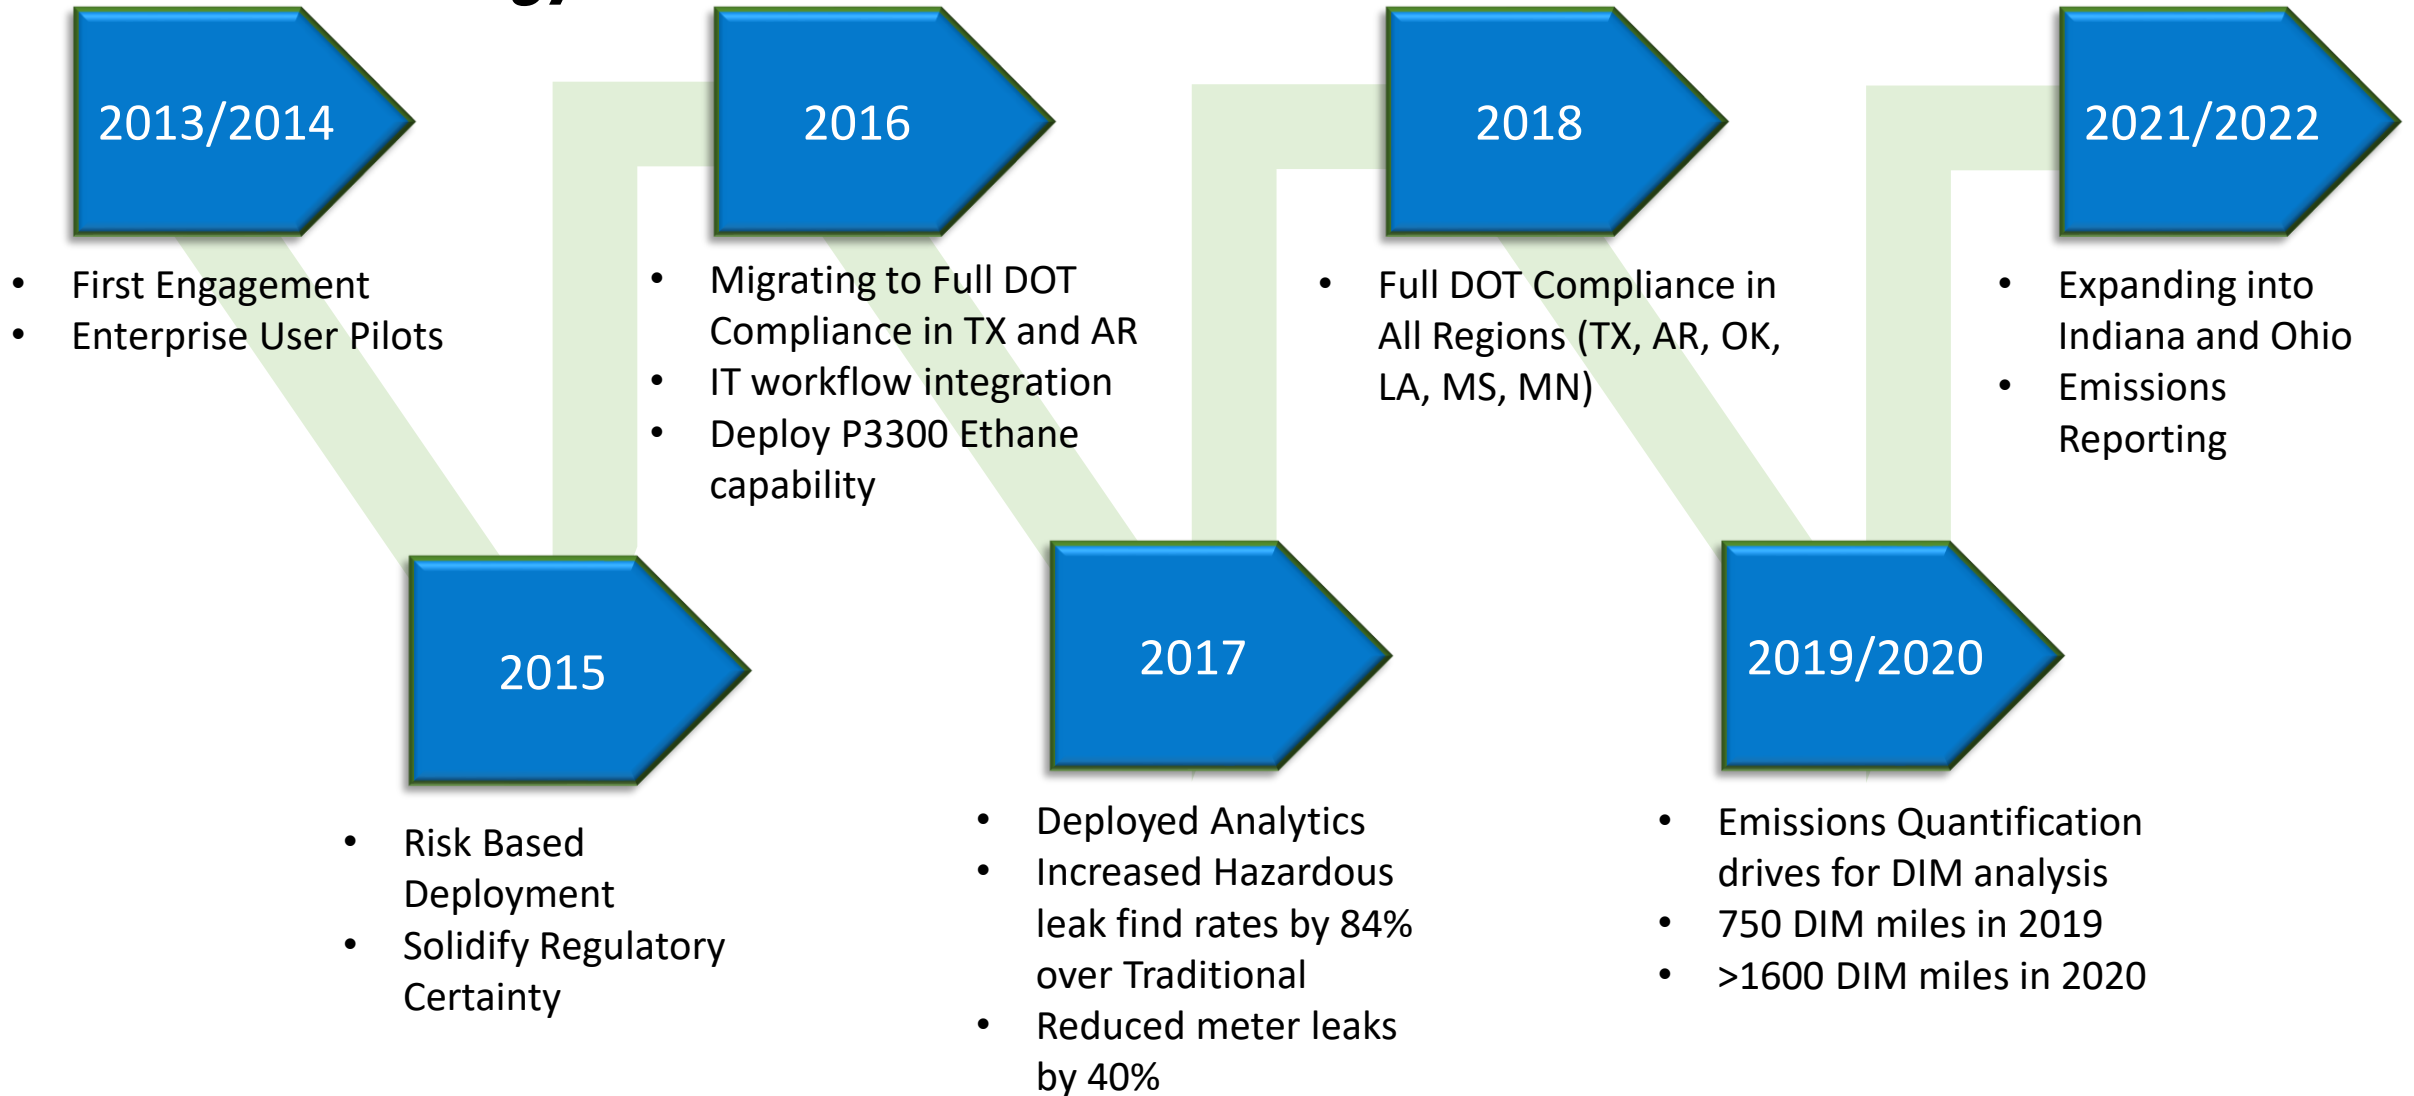 2013/2014
• First Engagement
• Enterprise User Pilots
2015
• Risk Based
Deployment
• Solidify Regulatory
Certainty
2016
• Migrating to Full DOT
Compliance in TX and AR
• IT workflow integration
• Deploy P3300 Ethane
capability
2017
• Deployed Analytics
• Increased Hazardous
leak find rates by 84%
over Traditional
• Reduced meter leaks
by 40%
2018
• Full DOT Compliance in
All Regions (TX, AR, OK,
LA, MS, MN)
2019/2020
• Emissions Quantification
drives for DIM analysis
• 750 DIM miles in 2019
• >1600 DIM miles in 2020
2021/2022
• Expanding into
Indiana and Ohio
• Emissions
Reporting